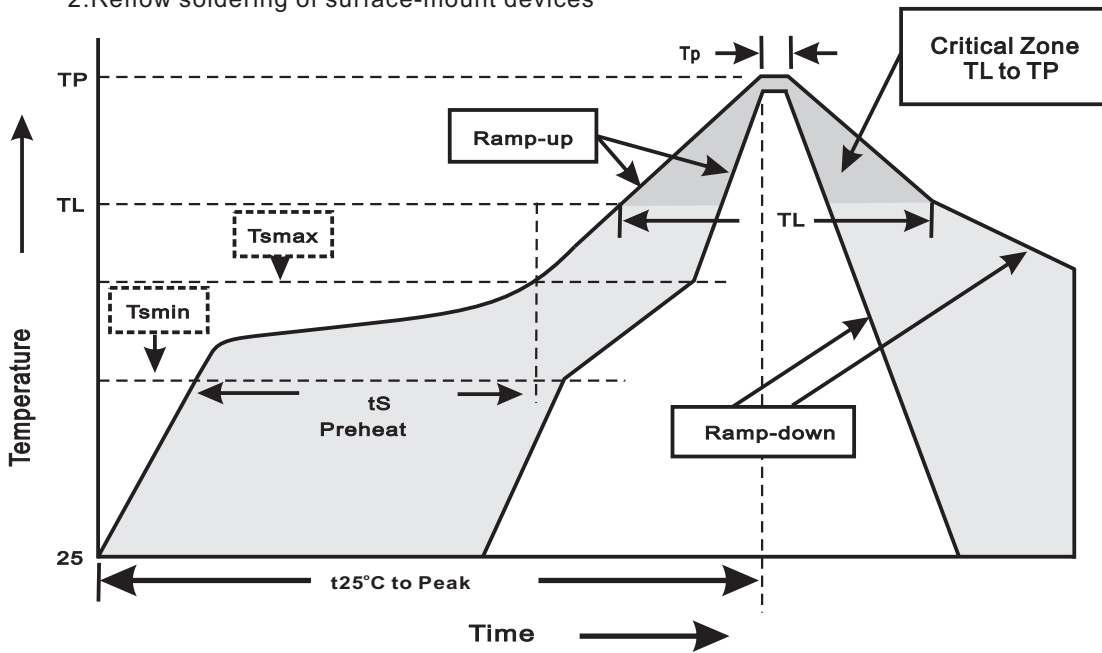 2.Reflow soldering of surface-mount devices
Tp
Critical Zone
TL to TP
TP
Ramp-up
TL
TL
Tsmax
Tsmin
tS
Preheat
Ramp-down
Temperature
25
t25°C to Peak
Time